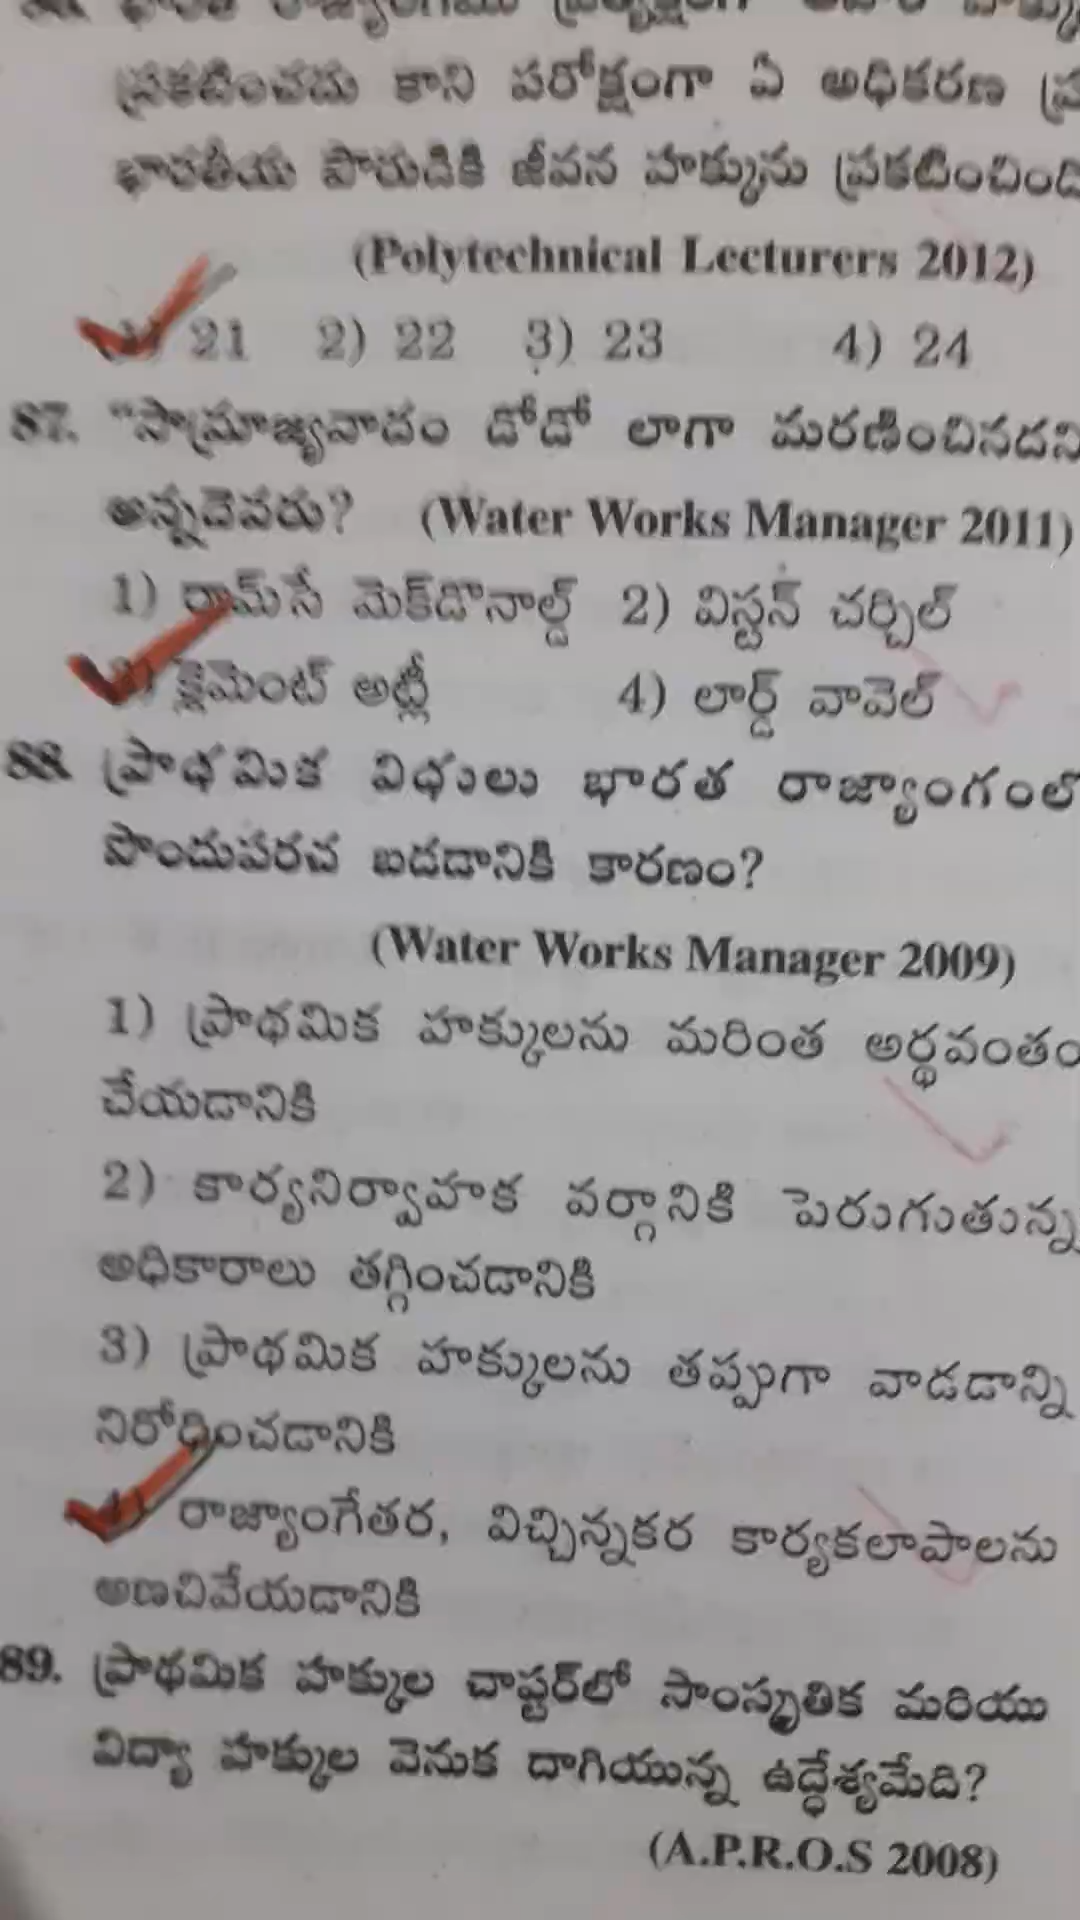 ప్రకటించదు కాని పరోక్షంగా ఏ అధికరణ
భారతీయ పౌరుడికి జీవన హక్కును ప్రకటించింది
(Polytechnical Lecturers 2012)
21 2) 22 3) 23 4) 24
87. "సామ్రాజ్యవాదం డోడో లాగా మరణించినదని
అన్నదెవరు? (Water Works Manager 2011)
1) రామ్‌సే మెక్‌డొనాల్డ్ 2) విస్టన్ చర్చిల్
3) క్లెమెంట్ అట్లీ 4) లార్డ్ వావెల్
88. ప్రాథమిక విధులు భారత రాజ్యాంగంలో
పొందుపరచ బడడానికి కారణం?
(Water Works Manager 2009)
1) ప్రాథమిక హక్కులను మరింత అర్థవంతం
చేయడానికి
2) కార్యనిర్వాహక వర్గానికి పెరుగుతున్న
అధికారాలు తగ్గించడానికి
3) ప్రాథమిక హక్కులను తప్పుగా వాడడాన్ని
నిరోధించడానికి
4) రాజ్యాంగేతర, విచ్ఛిన్నకర కార్యకలాపాలను
అణచివేయడానికి
89. ప్రాథమిక హక్కుల చాప్టర్‌లో సాంస్కృతిక మరియు
విద్యా హక్కుల వెనుక దాగియున్న ఉద్ధేశ్యమేది?
(A.P.R.O.S 2008)